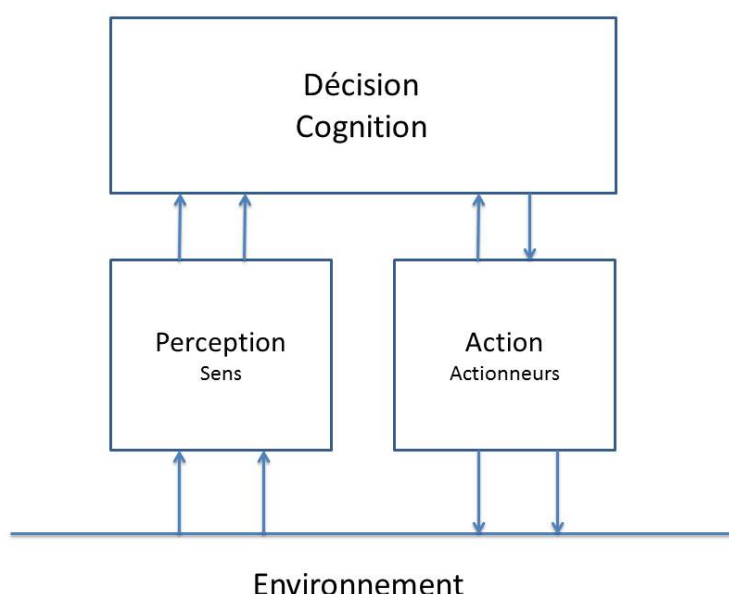 Décision
Cognition
Perception
Sens
Action
Actionneurs
Environnement